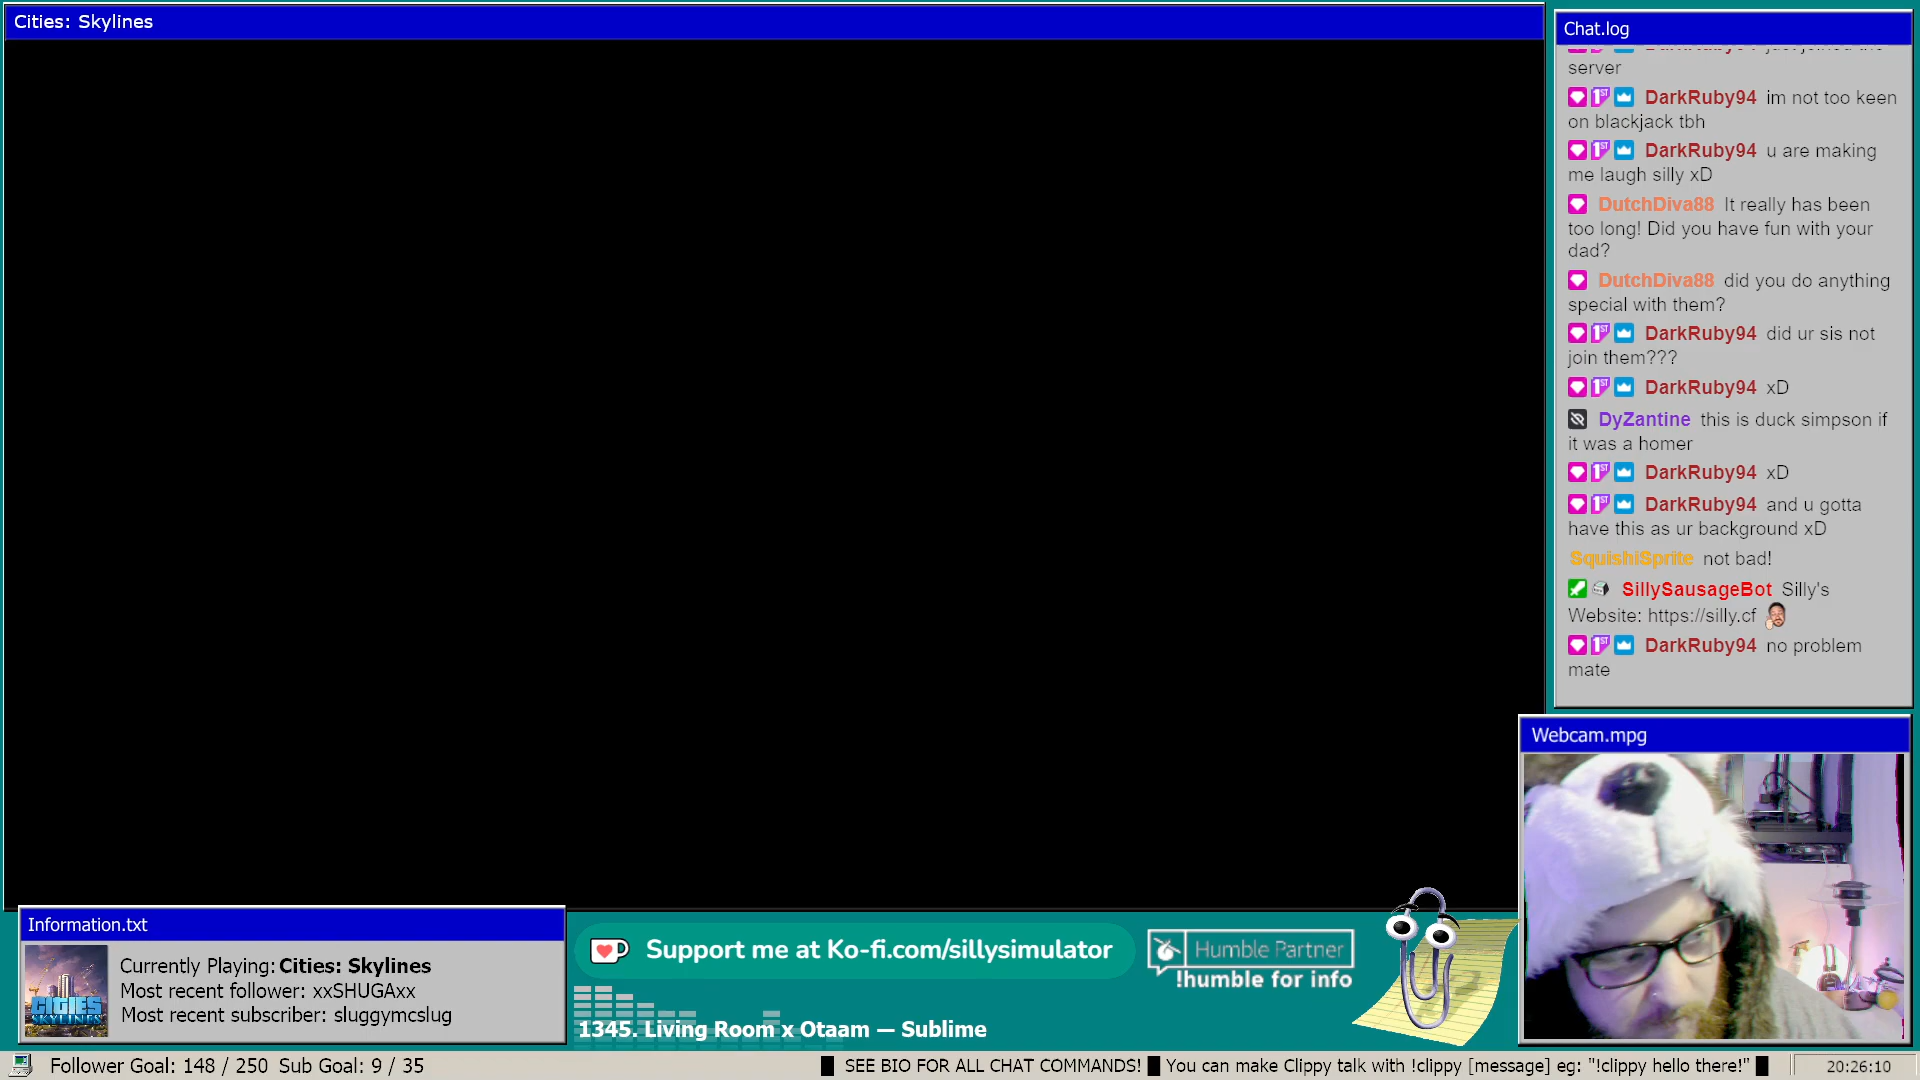 Cities: Skylines
Chat.log
server
DarkRuby94 im not too keen
on blackjack tbh
DarkRuby94 u are making
me laugh silly xD
DutchDiva88 It really has been
too long! Did you have fun with your
dad?
DutchDiva88 did you do anything
special with them?
DarkRuby94 did ur sis not
join them???
DarkRuby94 xD
DyZantine this is duck simpson if
it was a homer
DarkRuby94 xD
DarkRuby94 and u gotta
have this as ur background xD
SquishiSprite not bad!
SillySausageBot Silly's
Website: https://silly.cf
DarkRuby94 no problem
mate
Webcam.mpg
Information.txt
CITIES
SKYLINES
Currently Playing: Cities: Skylines
Most recent follower: xxSHUGAxx
Most recent subscriber: sluggymcslug
Support me at Ko-fi.com/sillysimulator
Humble Partner
!humble for info
1345. Living Room x Otaam — Sublime
Follower Goal: 148 / 250 Sub Goal: 9 / 35
SEE BIO FOR ALL CHAT COMMANDS! You can make Clippy talk with !clippy [message] eg: "!clippy hello there!"
20:26:10